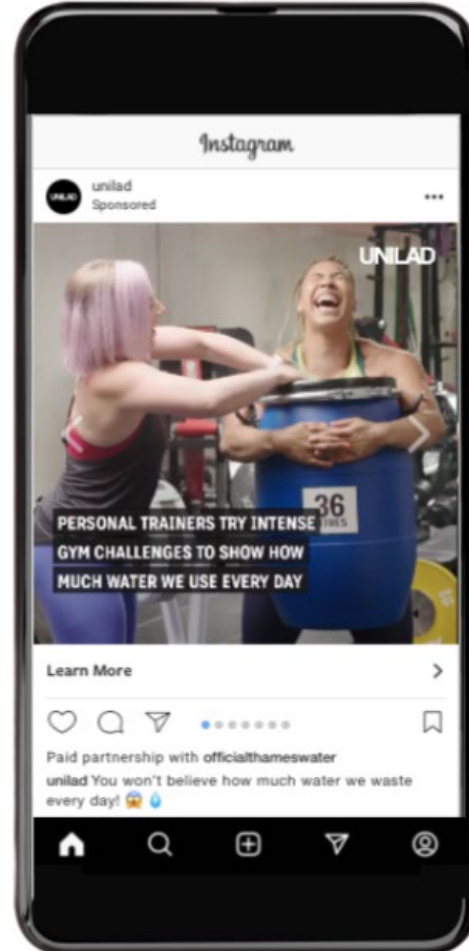 Instagram
UNILAD
unilad
Sponsored
UNILAD
36
PERSONAL TRAINERS TRY INTENSE
GYM CHALLENGES TO SHOW HOW
MUCH WATER WE USE EVERY DAY
Learn More
Paid partnership with officialthameswater
unilad You won't believe how much water we waste
every day! 😱 💧